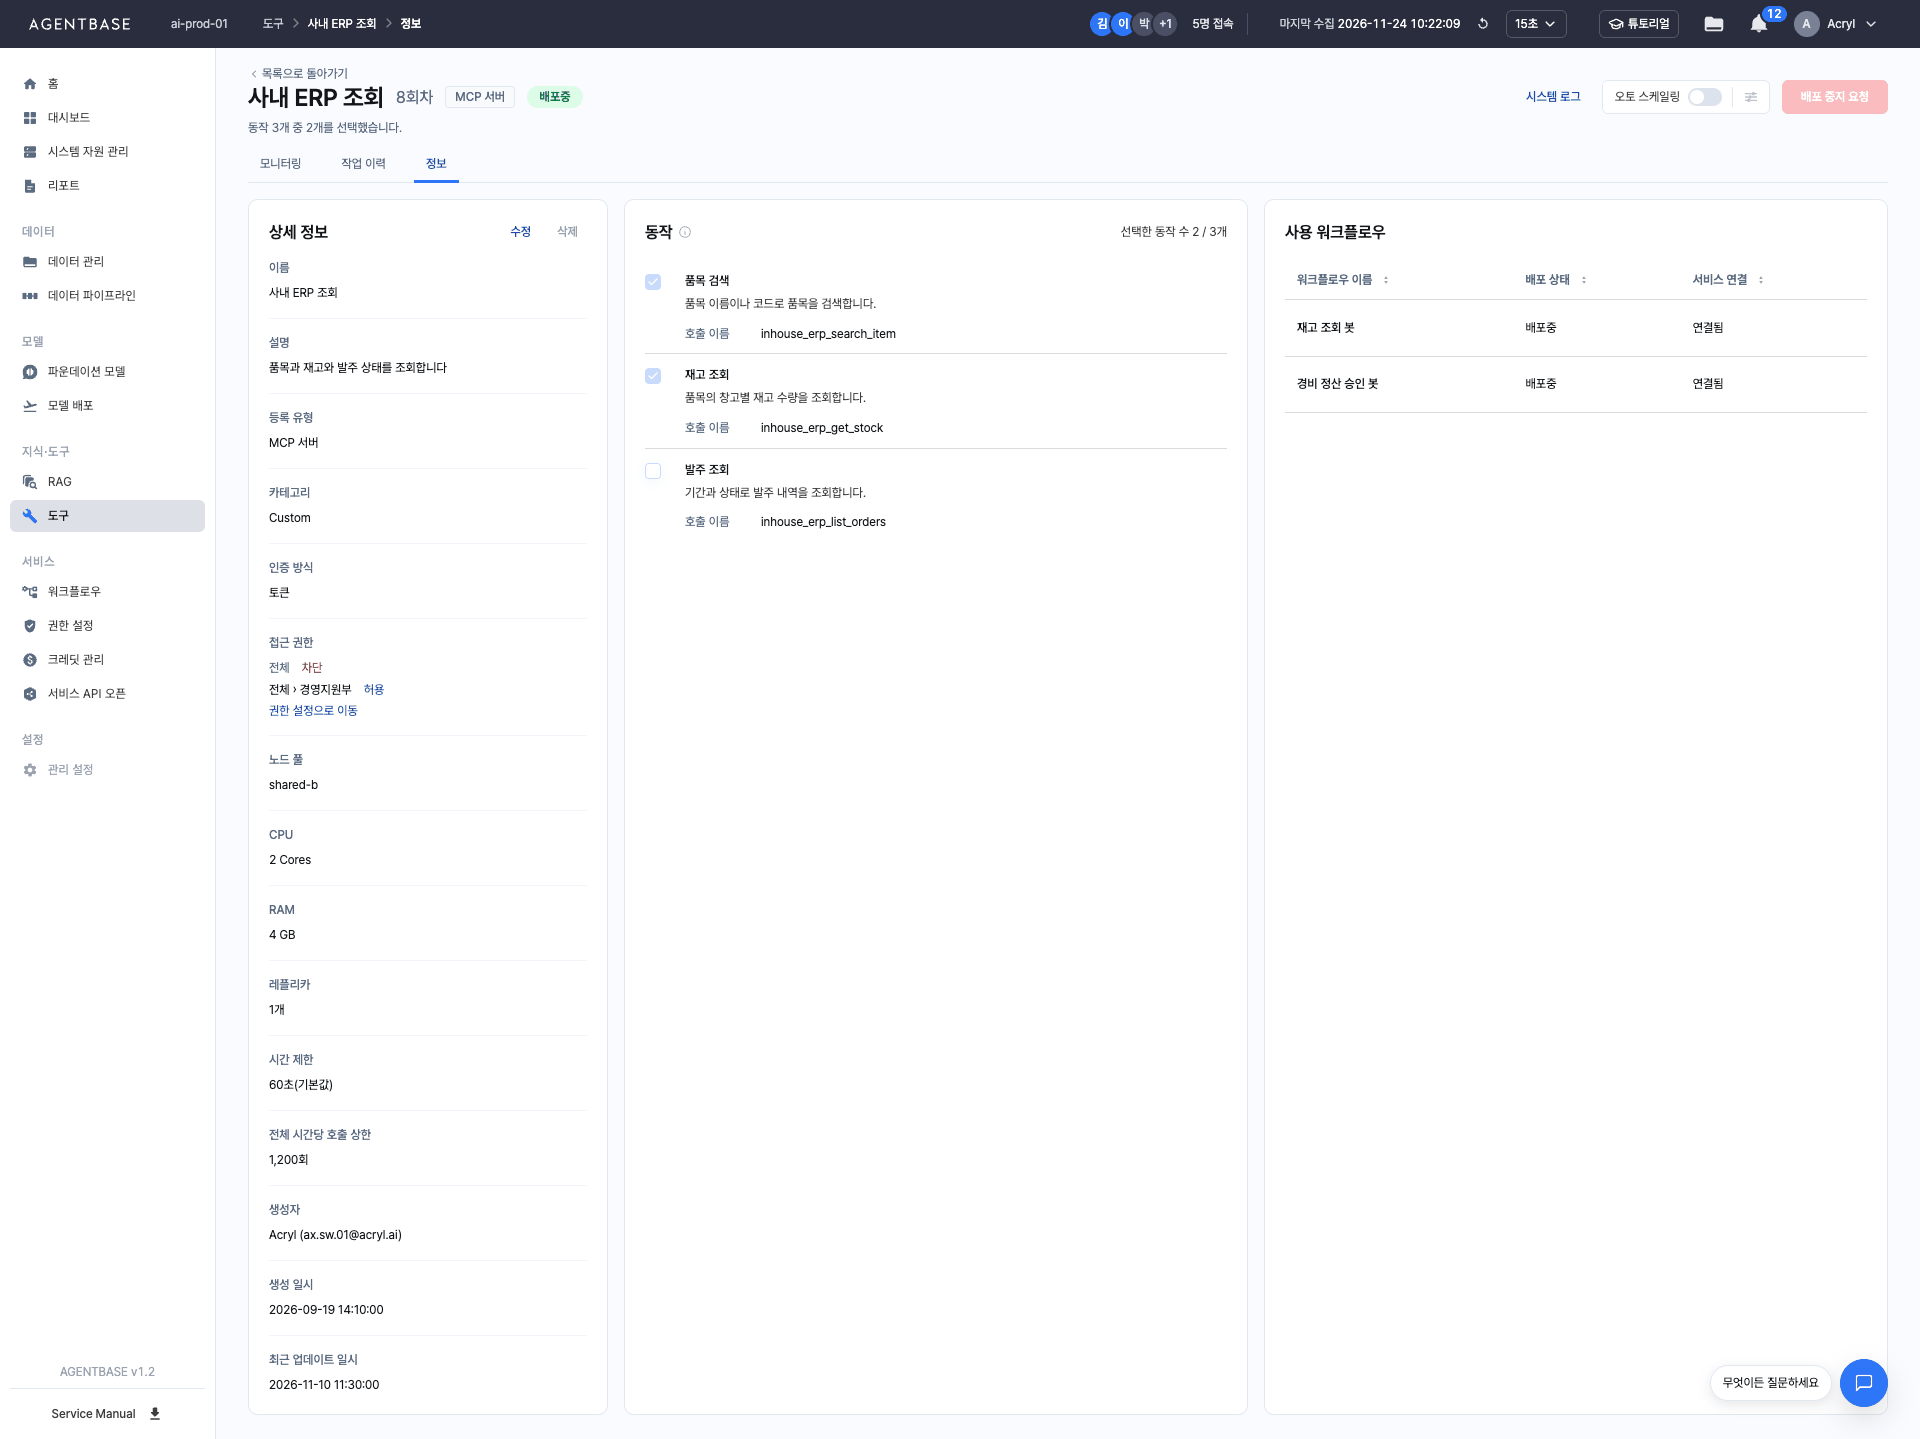 AGENTBASE
ai-prod-01
도구
사내 ERP 조회
정보
김
이
박
+1
5명 접속
마지막 수집 2026-11-24 10:22:09
15초
튜토리얼
12
A
Acryl
홈
대시보드
시스템 자원 관리
리포트
데이터
데이터 관리
데이터 파이프라인
모델
파운데이션 모델
모델 배포
지식·도구
RAG
도구
서비스
워크플로우
권한 설정
크레딧 관리
서비스 API 오픈
설정
관리 설정
AGENTBASE v1.2
Service Manual
목록으로 돌아가기
사내 ERP 조회 8회차 MCP 서버 배포중
동작 3개 중 2개를 선택했습니다.
시스템 로그
오토 스케일링
배포 중지 요청
모니터링
작업 이력
정보
상세 정보
수정
삭제
이름
사내 ERP 조회
설명
품목과 재고와 발주 상태를 조회합니다
등록 유형
MCP 서버
카테고리
Custom
인증 방식
토큰
접근 권한
전체 차단
전체 › 경영지원부 허용
권한 설정으로 이동
노드 풀
shared-b
CPU
2 Cores
RAM
4 GB
레플리카
1개
시간 제한
60초(기본값)
전체 시간당 호출 상한
1,200회
생성자
Acryl (ax.sw.01@acryl.ai)
생성 일시
2026-09-19 14:10:00
최근 업데이트 일시
2026-11-10 11:30:00
동작
선택한 동작 수 2 / 3개
품목 검색
품목 이름이나 코드로 품목을 검색합니다.
호출 이름 inhouse_erp_search_item
재고 조회
품목의 창고별 재고 수량을 조회합니다.
호출 이름 inhouse_erp_get_stock
발주 조회
기간과 상태로 발주 내역을 조회합니다.
호출 이름 inhouse_erp_list_orders
사용 워크플로우
워크플로우 이름 배포 상태 서비스 연결
재고 조회 봇 배포중 연결됨
경비 정산 승인 봇 배포중 연결됨
무엇이든 질문하세요